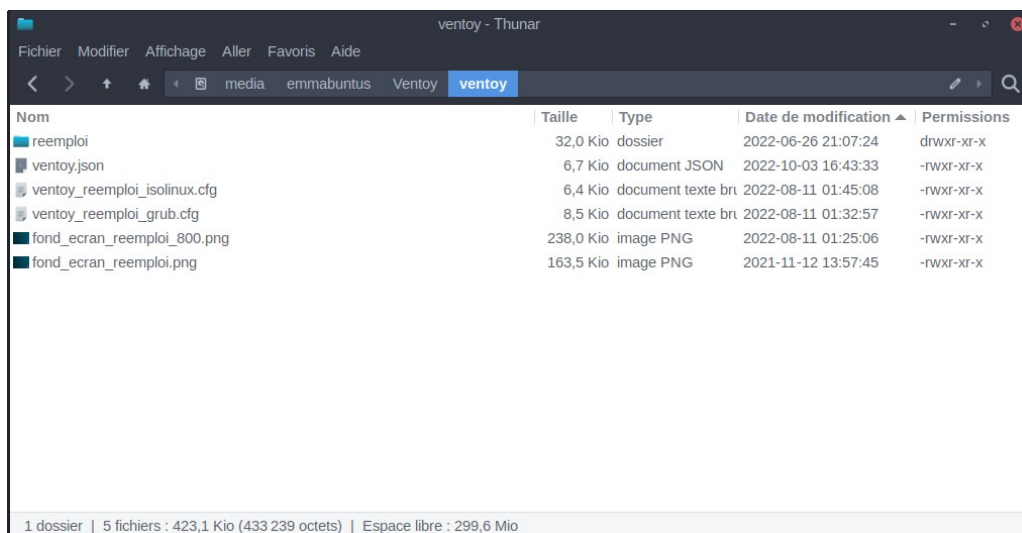 ventoy - Thunar
Fichier Modifier Affichage Aller Favoris Aide
media emmabuntus Ventoy ventoy
Nom Taille Type Date de modification Permissions
reemploi 32,0 Kio dossier 2022-06-26 21:07:24 drwxr-xr-x
ventoy.json 6,7 Kio document JSON 2022-10-03 16:43:33 -rwxr-xr-x
ventoy_reemploi_isolinux.cfg 6,4 Kio document texte bru 2022-08-11 01:45:08 -rwxr-xr-x
ventoy_reemploi_grub.cfg 8,5 Kio document texte bru 2022-08-11 01:32:57 -rwxr-xr-x
fond_ecran_reemploi_800.png 238,0 Kio image PNG 2022-08-11 01:25:06 -rwxr-xr-x
fond_ecran_reemploi.png 163,5 Kio image PNG 2021-11-12 13:57:45 -rwxr-xr-x
1 dossier | 5 fichiers : 423,1 Kio (433 239 octets) | Espace libre : 299,6 Mio